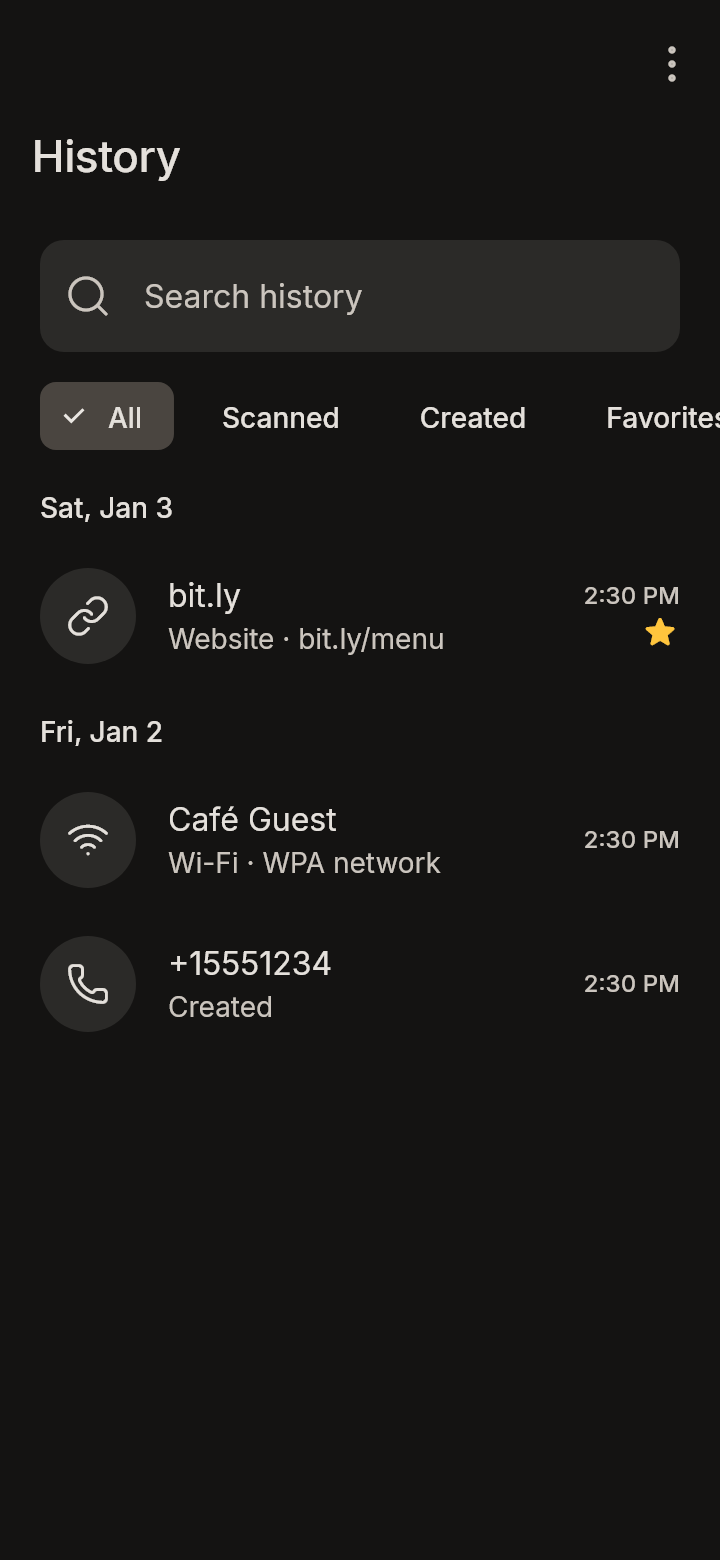 History
Search history
All Scanned Created Favorites
Sat, Jan 3
bit.ly 2:30 PM
Website · bit.ly/menu
Fri, Jan 2
Café Guest
Wi-Fi · WPA network 2:30 PM
+15551234
Created 2:30 PM